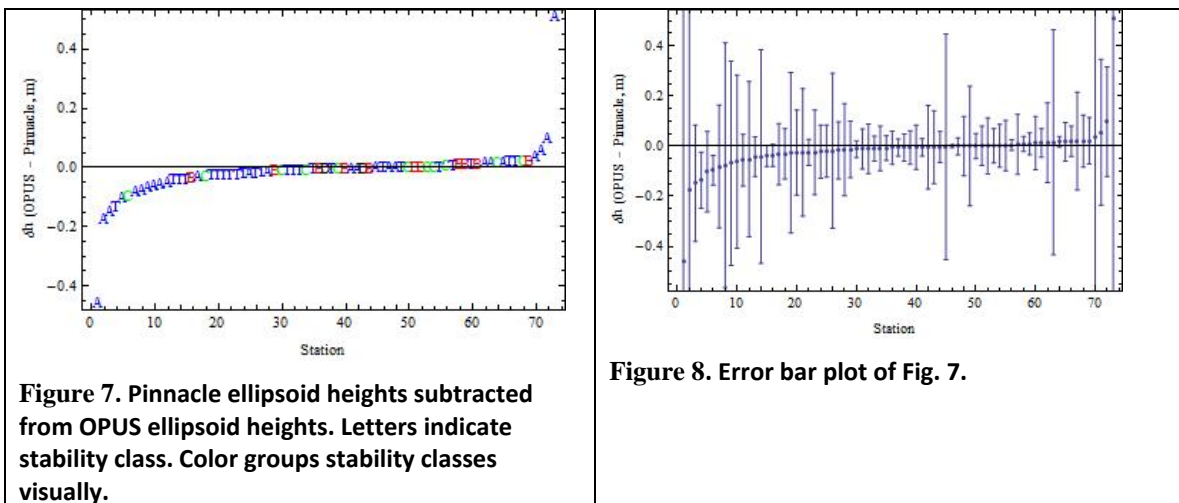 0.4
0.2
0.0
−0.2
−0.4
δh (OPUS − Pinnacle, m)
0 10 20 30 40 50 60 70
Station
Figure 7. Pinnacle ellipsoid heights subtracted
from OPUS ellipsoid heights. Letters indicate
stability class. Color groups stability classes
visually.
0.4
0.2
0.0
−0.2
−0.4
δh (OPUS − Pinnacle, m)
0 10 20 30 40 50 60 70
Station
Figure 8. Error bar plot of Fig. 7.